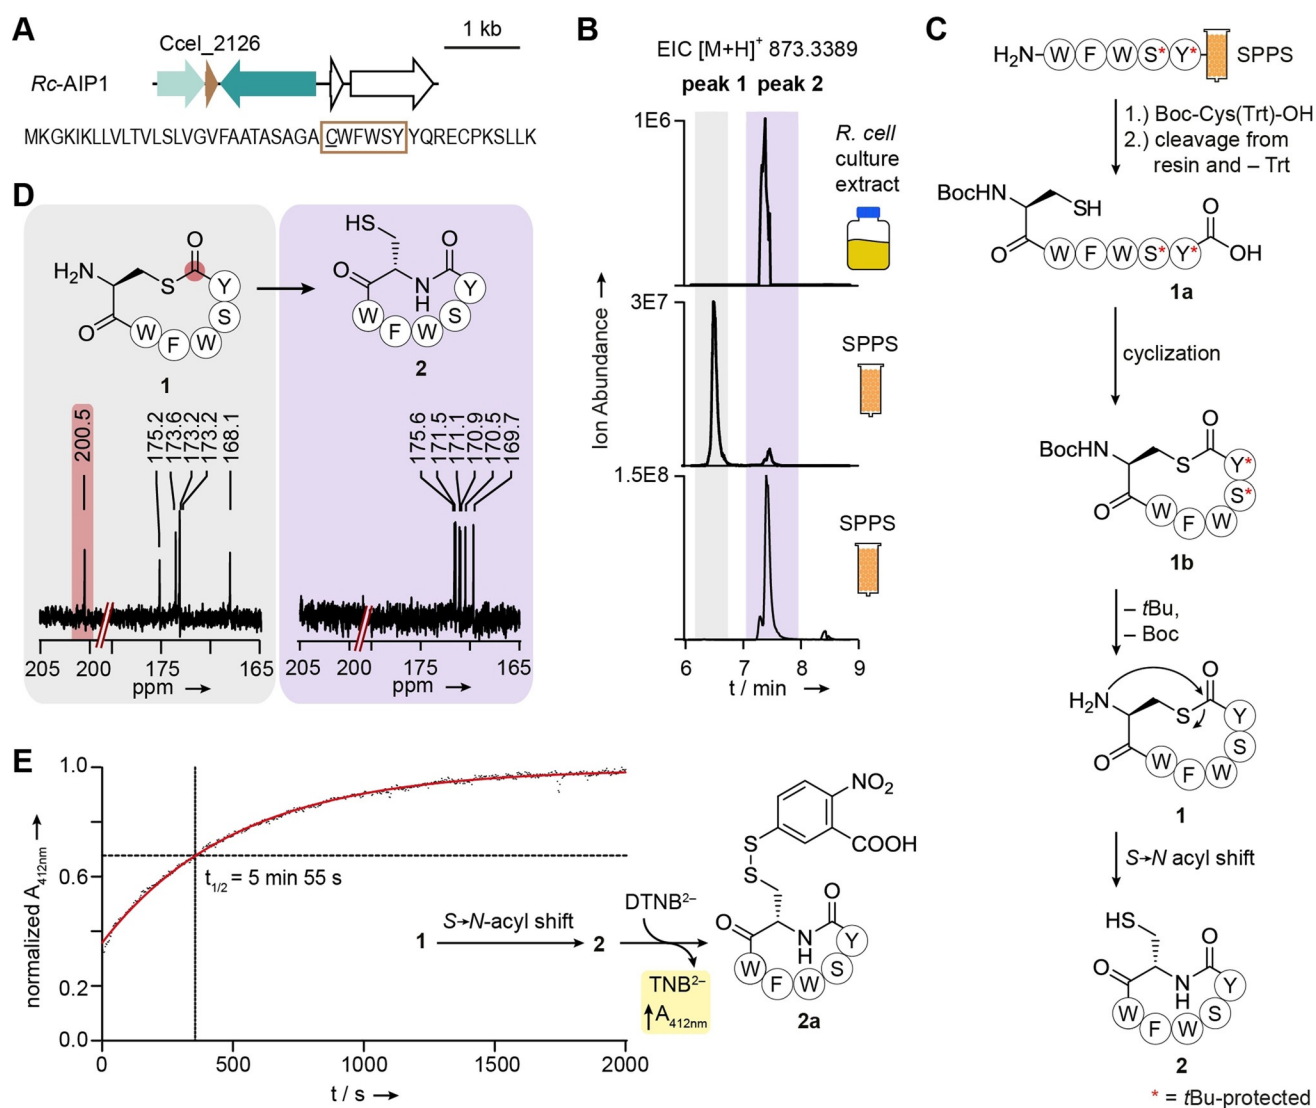 A
1 kb
Ccel_2126
Rc-AIP1
MKGKIKLLVLTVLSLVGVFAATASAGACWFWSYYQRECPKSLLK
B
EIC [M+H]+ 873.3389
peak 1 peak 2
1E6
R. cell
culture
extract
3E7
SPPS
1.5E8
SPPS
Ion Abundance →
6 7 8 9
t / min →
C
H2N W F W S* Y* SPPS
1.) Boc-Cys(Trt)-OH
2.) cleavage from
resin and – Trt
BocHN
SH
O
O W F W S* Y* OH
1a
cyclization
BocHN
O
S
Y*
S*
O W F W
1b
– tBu,
– Boc
H2N
O
S
Y
S
O W F W
1
S→N acyl shift
HS
O O
N
H
Y
S
W F W
2
* = tBu-protected
D
O
H2N
S
Y
S
O W F W
1
HS
O O
N
H
Y
S
W F W
2
200.5
175.2
173.6
173.2
173.2
168.1
205 200 175 165
ppm →
175.6
171.5
171.1
170.9
170.5
169.7
205 200 175 165
ppm →
E
1.0
0.6
0.2
0.0
normalized A412nm →
t1/2 = 5 min 55 s
0 500 1000 1500 2000
t / s →
1 S→N-acyl shift 2
DTNB2–
TNB2–
↑A412nm
NO2
COOH
S
S
O O
N
H
Y
S
W F W
2a